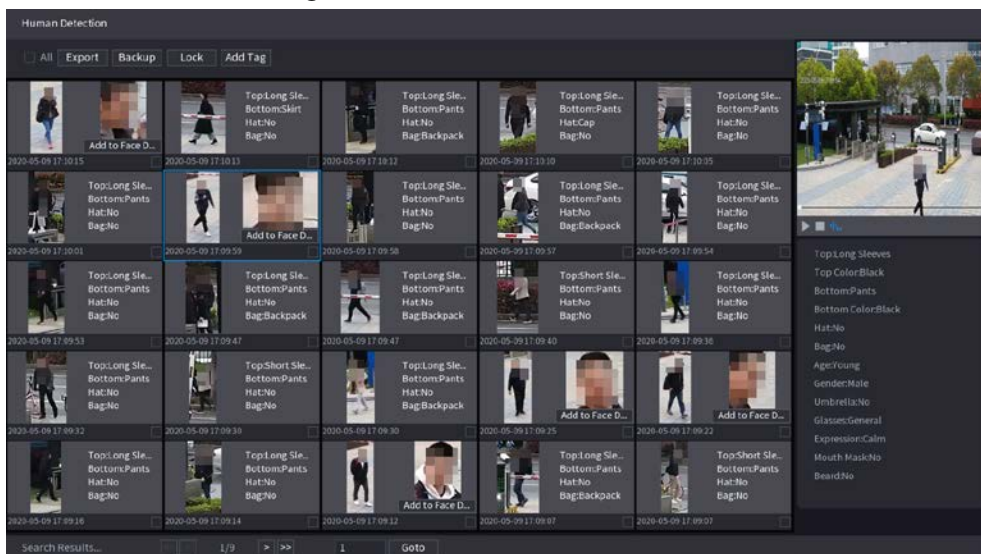 Human Detection
All Export Backup Lock Add Tag
Add to Face D...
2020-05-09 17:10:15
Top:Long Sle...
Bottom:Skirt
Hat:No
Bag:No
2020-05-09 17:10:13
Top:Long Sle...
Bottom:Pants
Hat:No
Bag:Backpack
2020-05-09 17:10:12
Top:Long Sle...
Bottom:Pants
Hat:Cap
Bag:No
2020-05-09 17:10:10
Top:Long Sle...
Bottom:Pants
Hat:No
Bag:No
Top:Long Sle...
Bottom:Pants
Hat:No
Bag:No
2020-05-09 17:10:01
Add to Face D...
2020-05-09 17:09:59
Top:Long Sle...
Bottom:Pants
Hat:No
Bag:No
2020-05-09 17:09:58
Top:Long Sle...
Bottom:Pants
Hat:No
Bag:Backpack
2020-05-09 17:09:57
Top:Long Sle...
Bottom:Pants
Hat:No
Bag:No
2020-05-09 17:09:54
Top:Long Sle...
Bottom:Pants
Hat:No
Bag:No
2020-05-09 17:09:53
Top:Long Sle...
Bottom:Pants
Hat:No
Bag:Backpack
2020-05-09 17:09:47
Top:Long Sle...
Bottom:Pants
Hat:No
Bag:Backpack
2020-05-09 17:09:47
Top:Short Sle...
Bottom:Pants
Hat:No
Bag:No
2020-05-09 17:09:40
Top:Long Sle...
Bottom:Pants
Hat:No
Bag:No
2020-05-09 17:09:38
Top:Long Sle...
Bottom:Pants
Hat:No
Bag:No
2020-05-09 17:09:32
Top:Short Sle...
Bottom:Pants
Hat:No
Bag:No
2020-05-09 17:09:30
Top:Long Sle...
Bottom:Pants
Hat:No
Bag:Backpack
2020-05-09 17:09:30
Add to Face D...
2020-05-09 17:09:25
Add to Face D...
2020-05-09 17:09:22
Top:Long Sle...
Bottom:Pants
Hat:No
Bag:No
2020-05-09 17:09:16
Top:Long Sle...
Bottom:Pants
Hat:No
Bag:No
2020-05-09 17:09:14
Add to Face D...
2020-05-09 17:09:12
Top:Long Sle...
Bottom:Pants
Hat:No
Bag:Backpack
2020-05-09 17:09:07
Top:Short Sle...
Bottom:Pants
Hat:No
Bag:No
2020-05-09 17:09:07
Top:Long Sleeves
Top Color:Black
Bottom:Pants
Bottom Color:Black
Hat:No
Bag:No
Age:Young
Gender:Male
Umbrella:No
Glasses:General
Expression:Calm
Mouth Mask:No
Beard:No
Search Results... 1/9 > >> 1 Goto